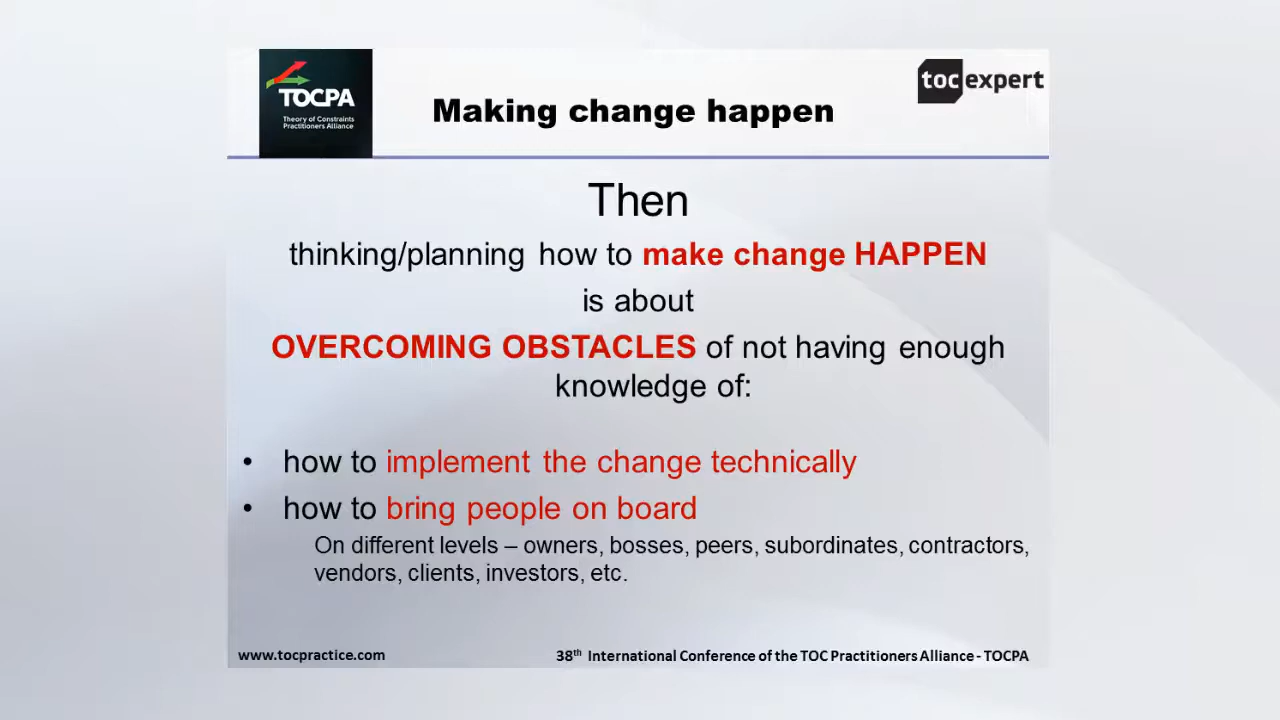 TOCPA
Theory of Constraints
Practitioners Alliance
Making change happen
toc expert
Then
thinking/planning how to make change HAPPEN
is about
OVERCOMING OBSTACLES of not having enough
knowledge of:
• how to implement the change technically
• how to bring people on board
On different levels – owners, bosses, peers, subordinates, contractors,
vendors, clients, investors, etc.
www.tocpractice.com
38th International Conference of the TOC Practitioners Alliance - TOCPA